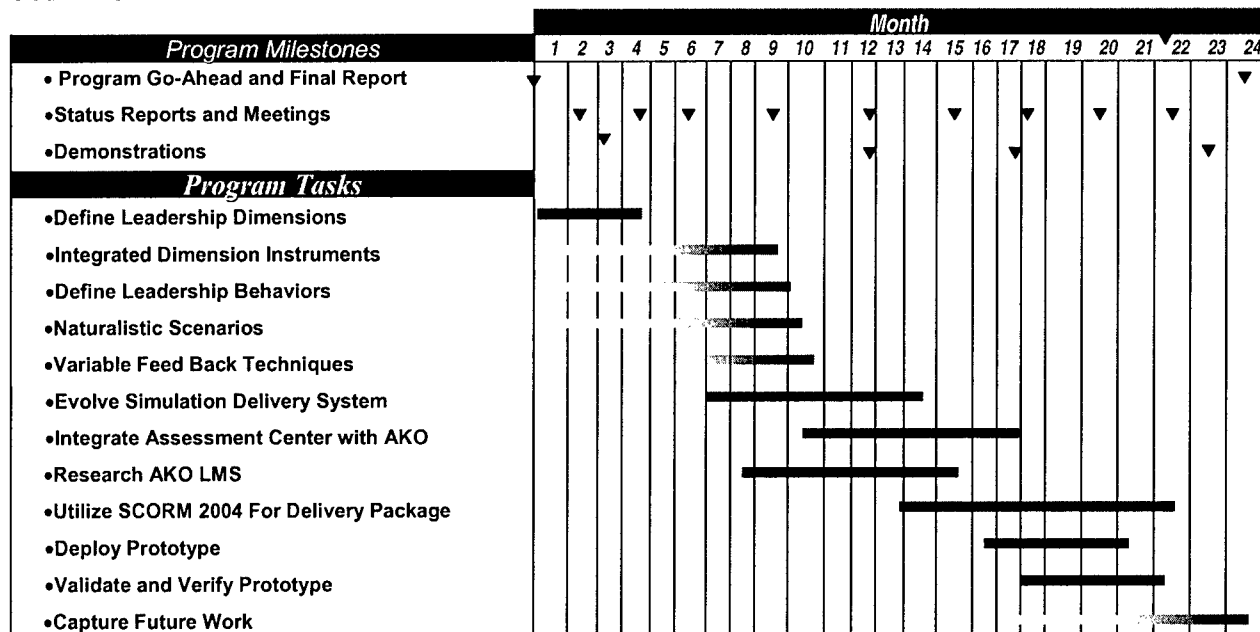 Month
Program Milestones 1 2 3 4 5 6 7 8 9 10 11 12 13 14 15 16 17 18 19 20 21 22 23 24
• Program Go-Ahead and Final Report
•Status Reports and Meetings
•Demonstrations
Program Tasks
•Define Leadership Dimensions
•Integrated Dimension Instruments
•Define Leadership Behaviors
•Naturalistic Scenarios
•Variable Feed Back Techniques
•Evolve Simulation Delivery System
•Integrate Assessment Center with AKO
•Research AKO LMS
•Utilize SCORM 2004 For Delivery Package
•Deploy Prototype
•Validate and Verify Prototype
•Capture Future Work